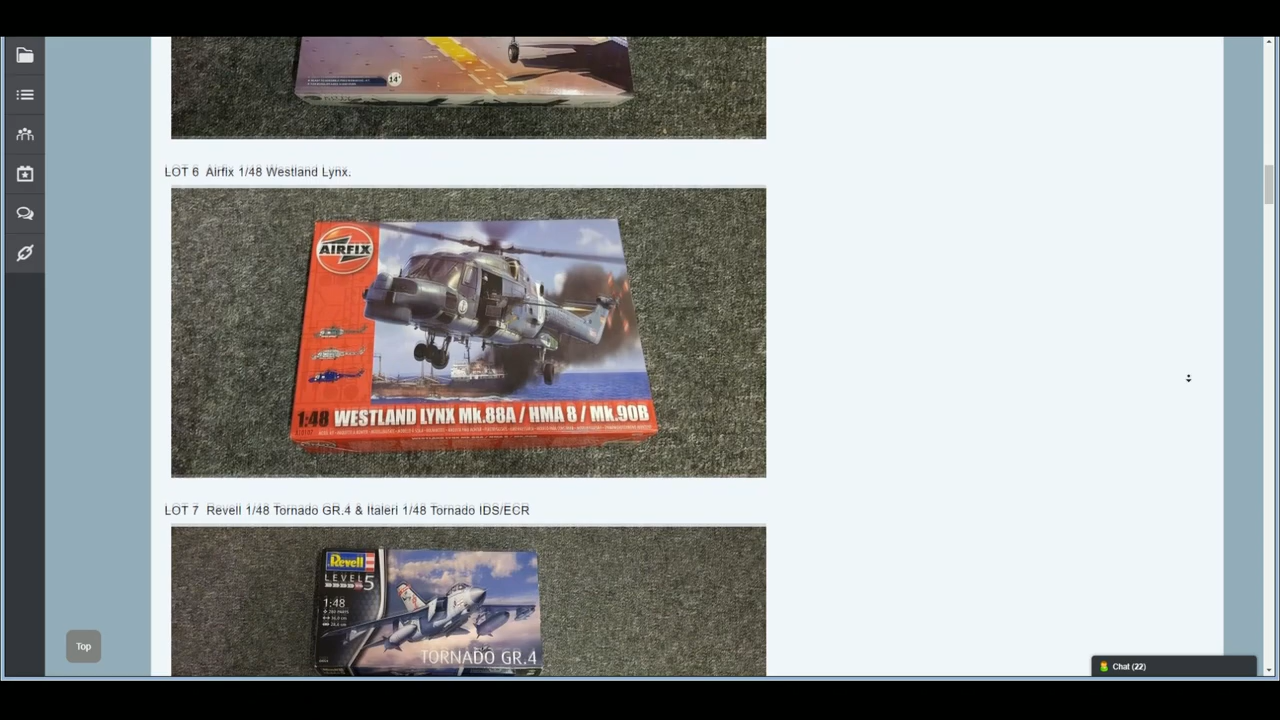 14+
LOT 6 Airfix 1/48 Westland Lynx.
AIRFIX
1:48 WESTLAND LYNX Mk.88A / HMA 8 / Mk.90B
LOT 7 Revell 1/48 Tornado GR.4 & Italeri 1/48 Tornado IDS/ECR
Revell
LEVEL 5
1:48
TORNADO GR.4
Top
Chat (22)